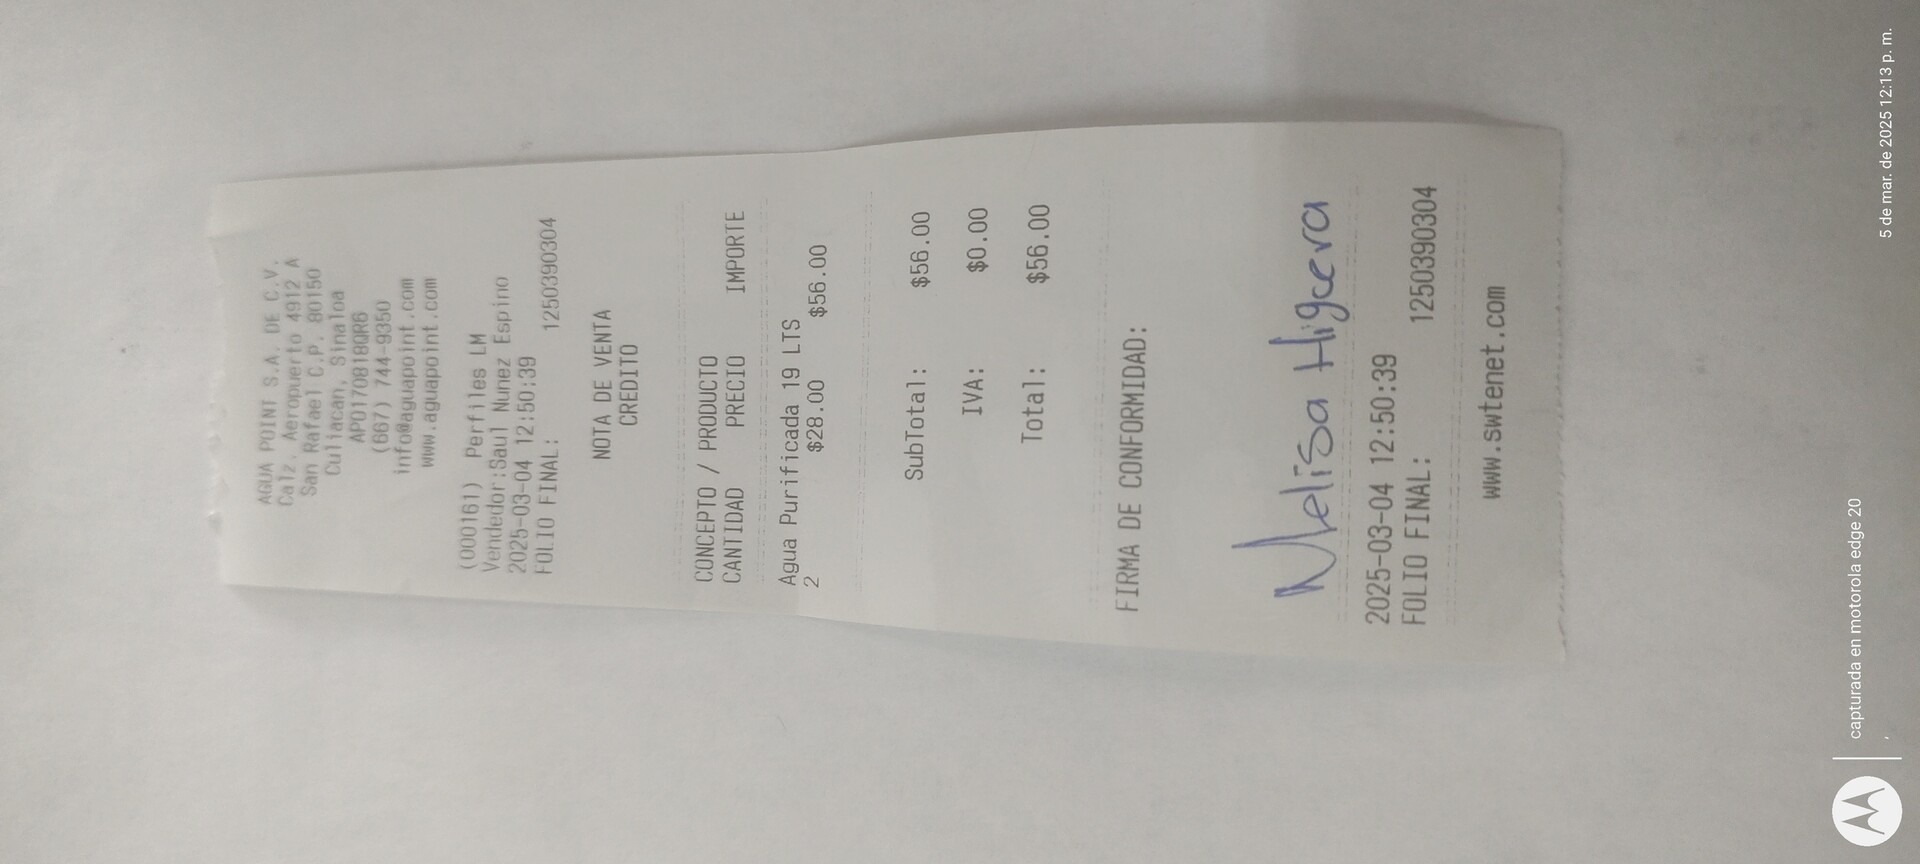 AGUA POINT S.A. DE C.V.
Calz. Aeropuerto 4912 A
San Rafael C.P. 80150
Culiacan, Sinaloa
APO170818QR6
(667) 744-9350
info@aguapoint.com
www.aguapoint.com
(000161) Perfiles LM
Vendedor:Saul Nunez Espino
2025-03-04 12:50:39
FOLIO FINAL: 1250390304
NOTA DE VENTA
CREDITO
CONCEPTO / PRODUCTO
CANTIDAD PRECIO IMPORTE
Agua Purificada 19 LTS
2 $28.00 $56.00
SubTotal: $56.00
IVA: $0.00
Total: $56.00
FIRMA DE CONFORMIDAD:
Melisa Higuera
2025-03-04 12:50:39
FOLIO FINAL: 1250390304
www.swtenet.com
capturada en motorola edge 20
5 de mar. de 2025 12:13 p. m.